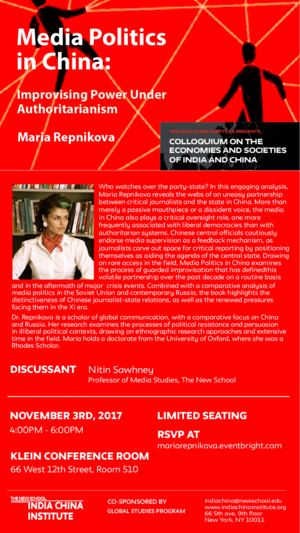 Media Politics
in China:
Improvising Power Under
Authoritarianism
Maria Repnikova
THE INDIA CHINA INSTITUTE PRESENTS:
COLLOQUIUM ON THE
ECONOMIES AND SOCIETIES
OF INDIA AND CHINA
Who watches over the party-state? In this engaging analysis,
Maria Repnikova reveals the webs of an uneasy partnership
between critical journalists and the state in China. More than
merely a passive mouthpiece or a dissident voice, the media
in China also plays a critical oversight role, one more
frequently associated with liberal democracies than with
authoritarian systems. Chinese central officials cautiously
endorse media supervision as a feedback mechanism, as
journalists carve out space for critical reporting by positioning
themselves as aiding the agenda of the central state. Drawing
on rare access in the field, Media Politics in China examines
the process of guarded improvisation that has definedthis
volatile partnership over the past decade on a routine basis
and in the aftermath of major crisis events. Combined with a comparative analysis of
media politics in the Soviet Union and contemporary Russia, the book highlights the
distinctiveness of Chinese journalist-state relations, as well as the renewed pressures
facing them in the Xi era.
Dr. Repnikova is a scholar of global communication, with a comparative focus on China
and Russia. Her research examines the processes of political resistance and persuasion
in illiberal political contexts, drawing on ethnographic research approaches and extensive
time in the field. Maria holds a doctorate from the University of Oxford, where she was a
Rhodes Scholar.
DISCUSSANT Nitin Sawhney
Professor of Media Studies, The New School
NOVEMBER 3RD, 2017
4:00PM - 6:00PM
KLEIN CONFERENCE ROOM
66 West 12th Street, Room 510
LIMITED SEATING
RSVP AT
mariarepnikova.eventbright.com
THE NEW SCHOOL
INDIA CHINA
INSTITUTE
CO-SPONSORED BY
GLOBAL STUDIES PROGRAM
indiachina@newschool.edu
www.indiachinainstitute.org
66 5th ave, 9th floor
New York, NY 10011